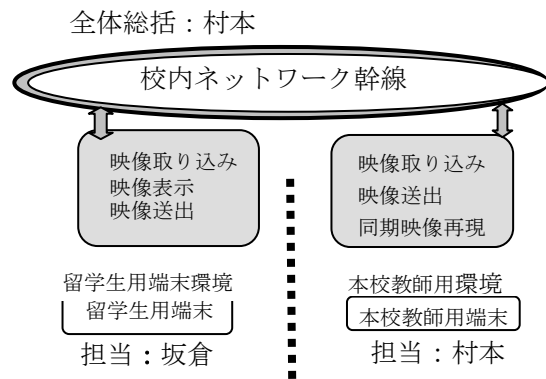 全体総括：村本
校内ネットワーク幹線
映像取り込み
映像表示
映像送出
映像取り込み
映像送出
同期映像再現
留学生用端末環境
留学生用端末
担当：坂倉
本校教師用環境
本校教師用端末
担当：村本